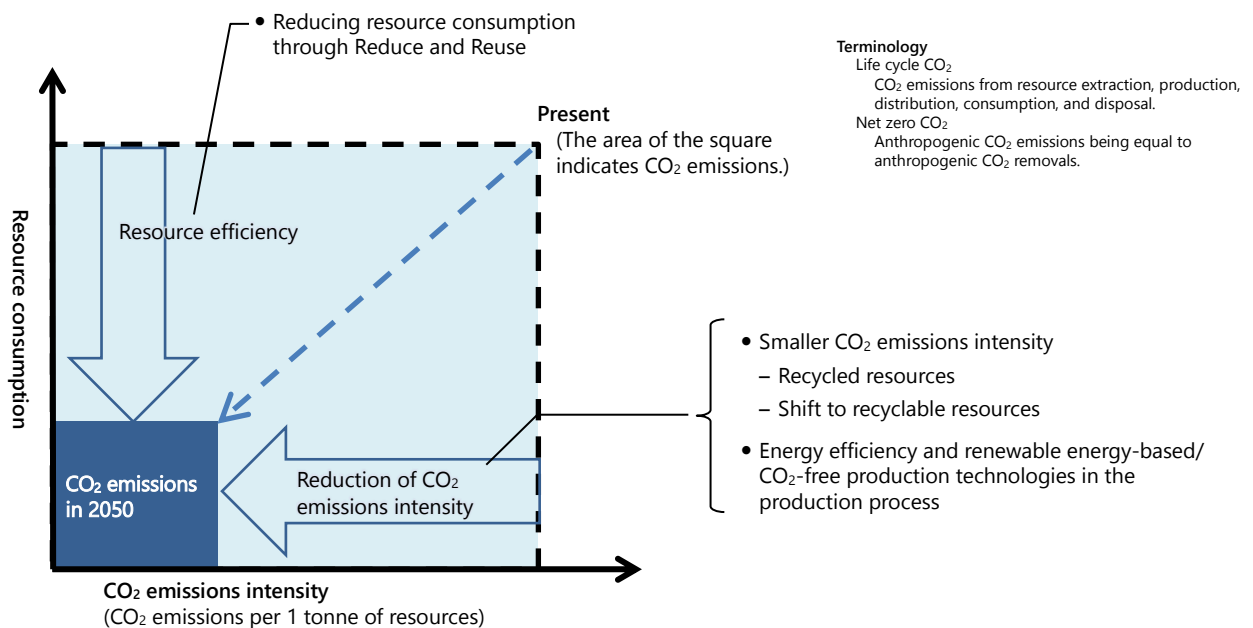 • Reducing resource consumption
through Reduce and Reuse
Terminology
Life cycle CO₂
CO₂ emissions from resource extraction, production,
distribution, consumption, and disposal.
Net zero CO₂
Anthropogenic CO₂ emissions being equal to
anthropogenic CO₂ removals.
Present
(The area of the square
indicates CO₂ emissions.)
Resource consumption
Resource efficiency
• Smaller CO₂ emissions intensity
– Recycled resources
– Shift to recyclable resources
• Energy efficiency and renewable energy-based/
CO₂-free production technologies in the
production process
Reduction of CO₂
emissions intensity
CO₂ emissions
in 2050
CO₂ emissions intensity
(CO₂ emissions per 1 tonne of resources)